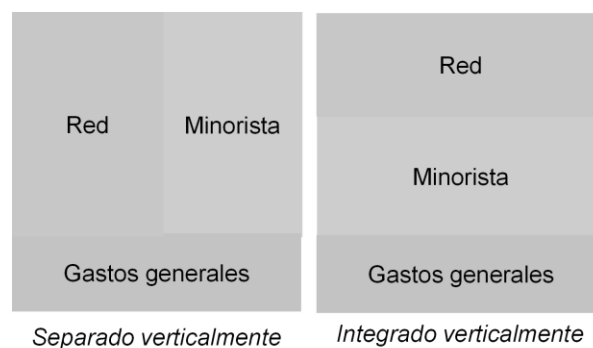 Red
Minorista
Gastos generales
Separado verticalmente
Red
Minorista
Gastos generales
Integrado verticalmente